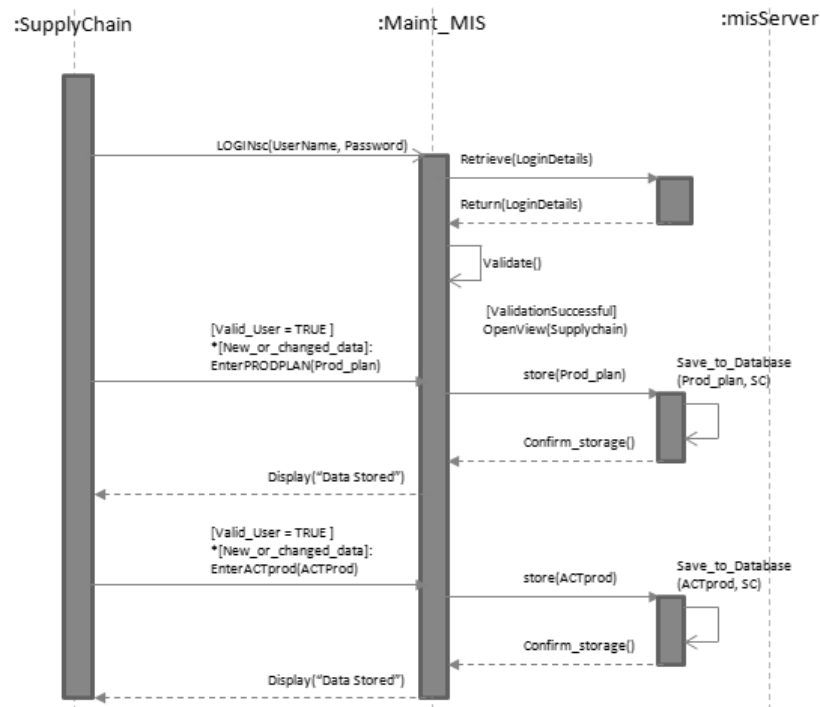 :SupplyChain
:Maint_MIS
:misServer
LOGINsc(UserName, Password)
Retrieve(LoginDetails)
Return(LoginDetails)
Validate()
[ValidationSuccessful]
OpenView(Supplychain)
[Valid_User = TRUE ]
*[New_or_changed_data]:
EnterPRODPLAN(Prod_plan)
store(Prod_plan)
Save_to_Database
(Prod_plan, SC)
Confirm_storage()
Display(“Data Stored”)
[Valid_User = TRUE ]
*[New_or_changed_data]:
EnterACTprod(ACTProd)
store(ACTprod)
Save_to_Database
(ACTprod, SC)
Confirm_storage()
Display(“Data Stored”)